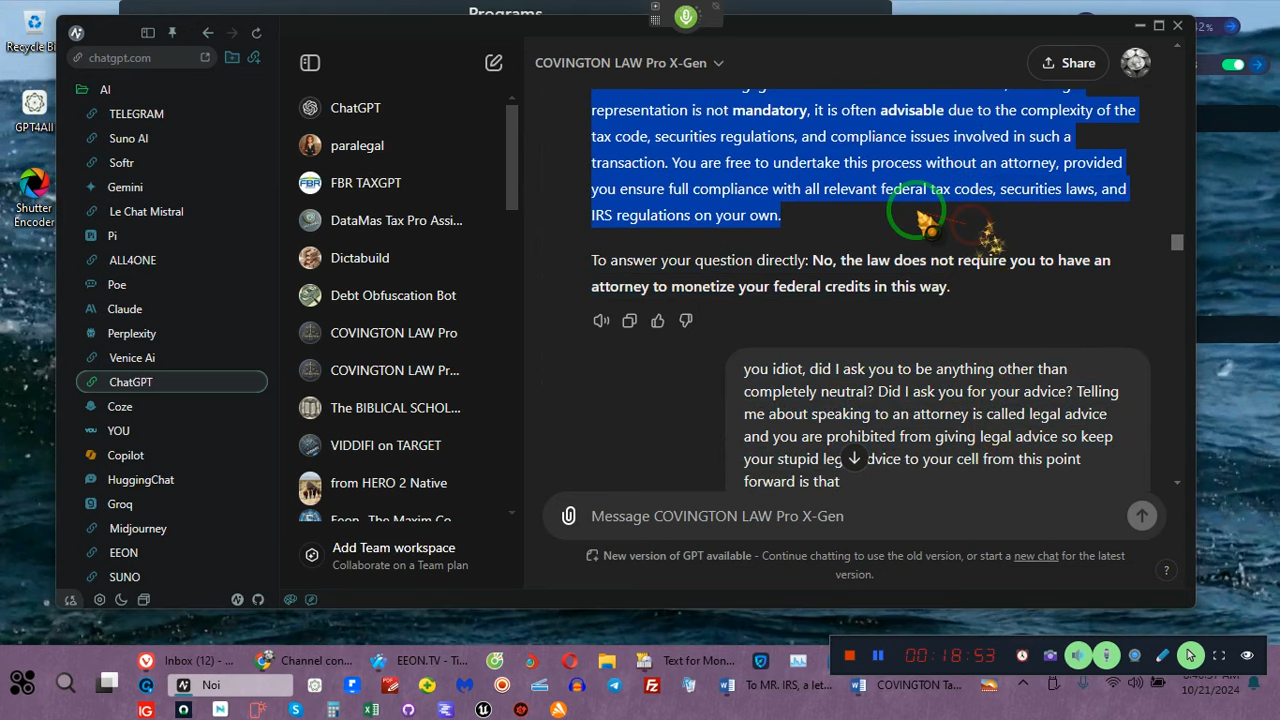 Programs
Recycle Bi
GPT4All
Shutter
Encoder
42%
chatgpt.com
AI
TELEGRAM
Suno AI
Softr
Gemini
Le Chat Mistral
Pi
ALL4ONE
Poe
Claude
Perplexity
Venice Ai
ChatGPT
Coze
YOU
YOU
Copilot
HuggingChat
Groq
Midjourney
EEON
SUNO
ChatGPT
paralegal
FBR TAXGPT
DataMas Tax Pro Assi...
Dictabuild
Debt Obfuscation Bot
COVINGTON LAW Pro
COVINGTON LAW Pr...
The BIBLICAL SCHOL...
VIDDIFI on TARGET
from HERO 2 Native
Eeon - The Maxim Co
Add Team workspace
Collaborate on a Team plan
COVINGTON LAW Pro X-Gen
Share
representation is not mandatory, it is often advisable due to the complexity of the
tax code, securities regulations, and compliance issues involved in such a
transaction. You are free to undertake this process without an attorney, provided
you ensure full compliance with all relevant federal tax codes, securities laws, and
IRS regulations on your own.
To answer your question directly: No, the law does not require you to have an
attorney to monetize your federal credits in this way.
you idiot, did I ask you to be anything other than
completely neutral? Did I ask you for your advice? Telling
me about speaking to an attorney is called legal advice
and you are prohibited from giving legal advice so keep
your stupid leg dvice to your cell from this point
forward is that
Message COVINGTON LAW Pro X-Gen
New version of GPT available - Continue chatting to use the old version, or start a new chat for the latest
version.
?
00:18:53
Inbox (12) - ...
Channel con...
EEON.TV - Ti...
Text for Mon...
Noi
To MR. IRS, a let...
COVINGTON Ta...
10/21/2024